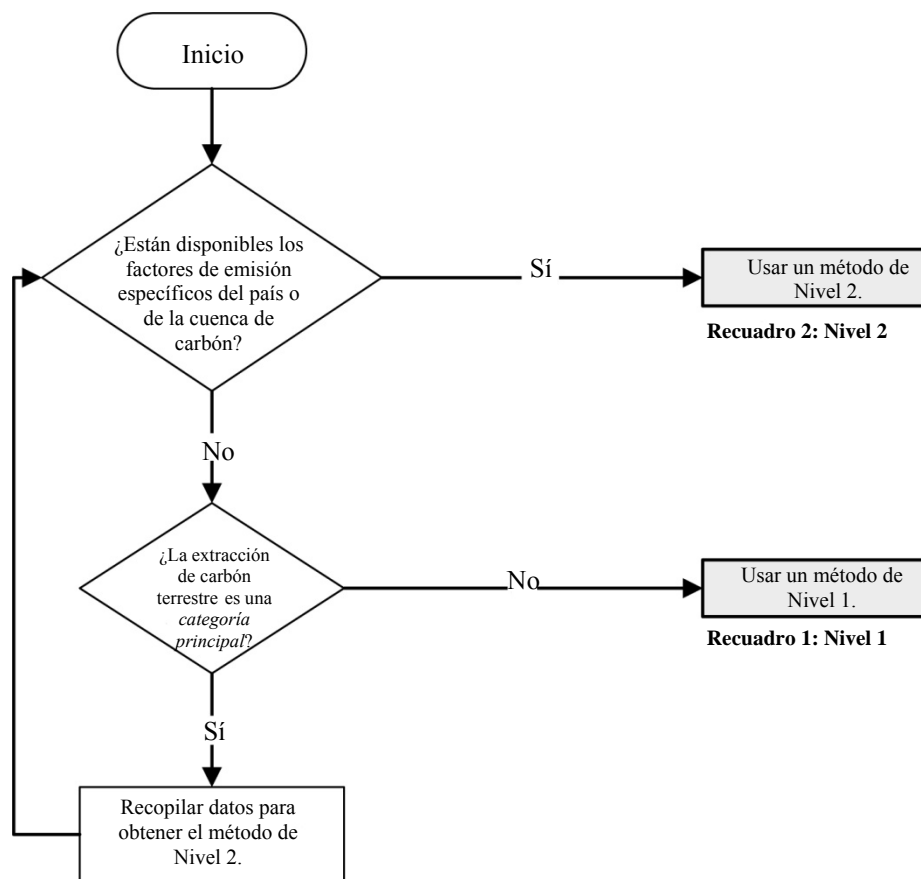 Inicio
¿Están disponibles los
factores de emisión
específicos del país o
de la cuenca de
carbón?
Sí
Usar un método de
Nivel 2.
Recuadro 2: Nivel 2
No
¿La extracción
de carbón
terrestre es una
categoría
principal?
No
Usar un método de
Nivel 1.
Recuadro 1: Nivel 1
Sí
Recopilar datos para
obtener el método de
Nivel 2.